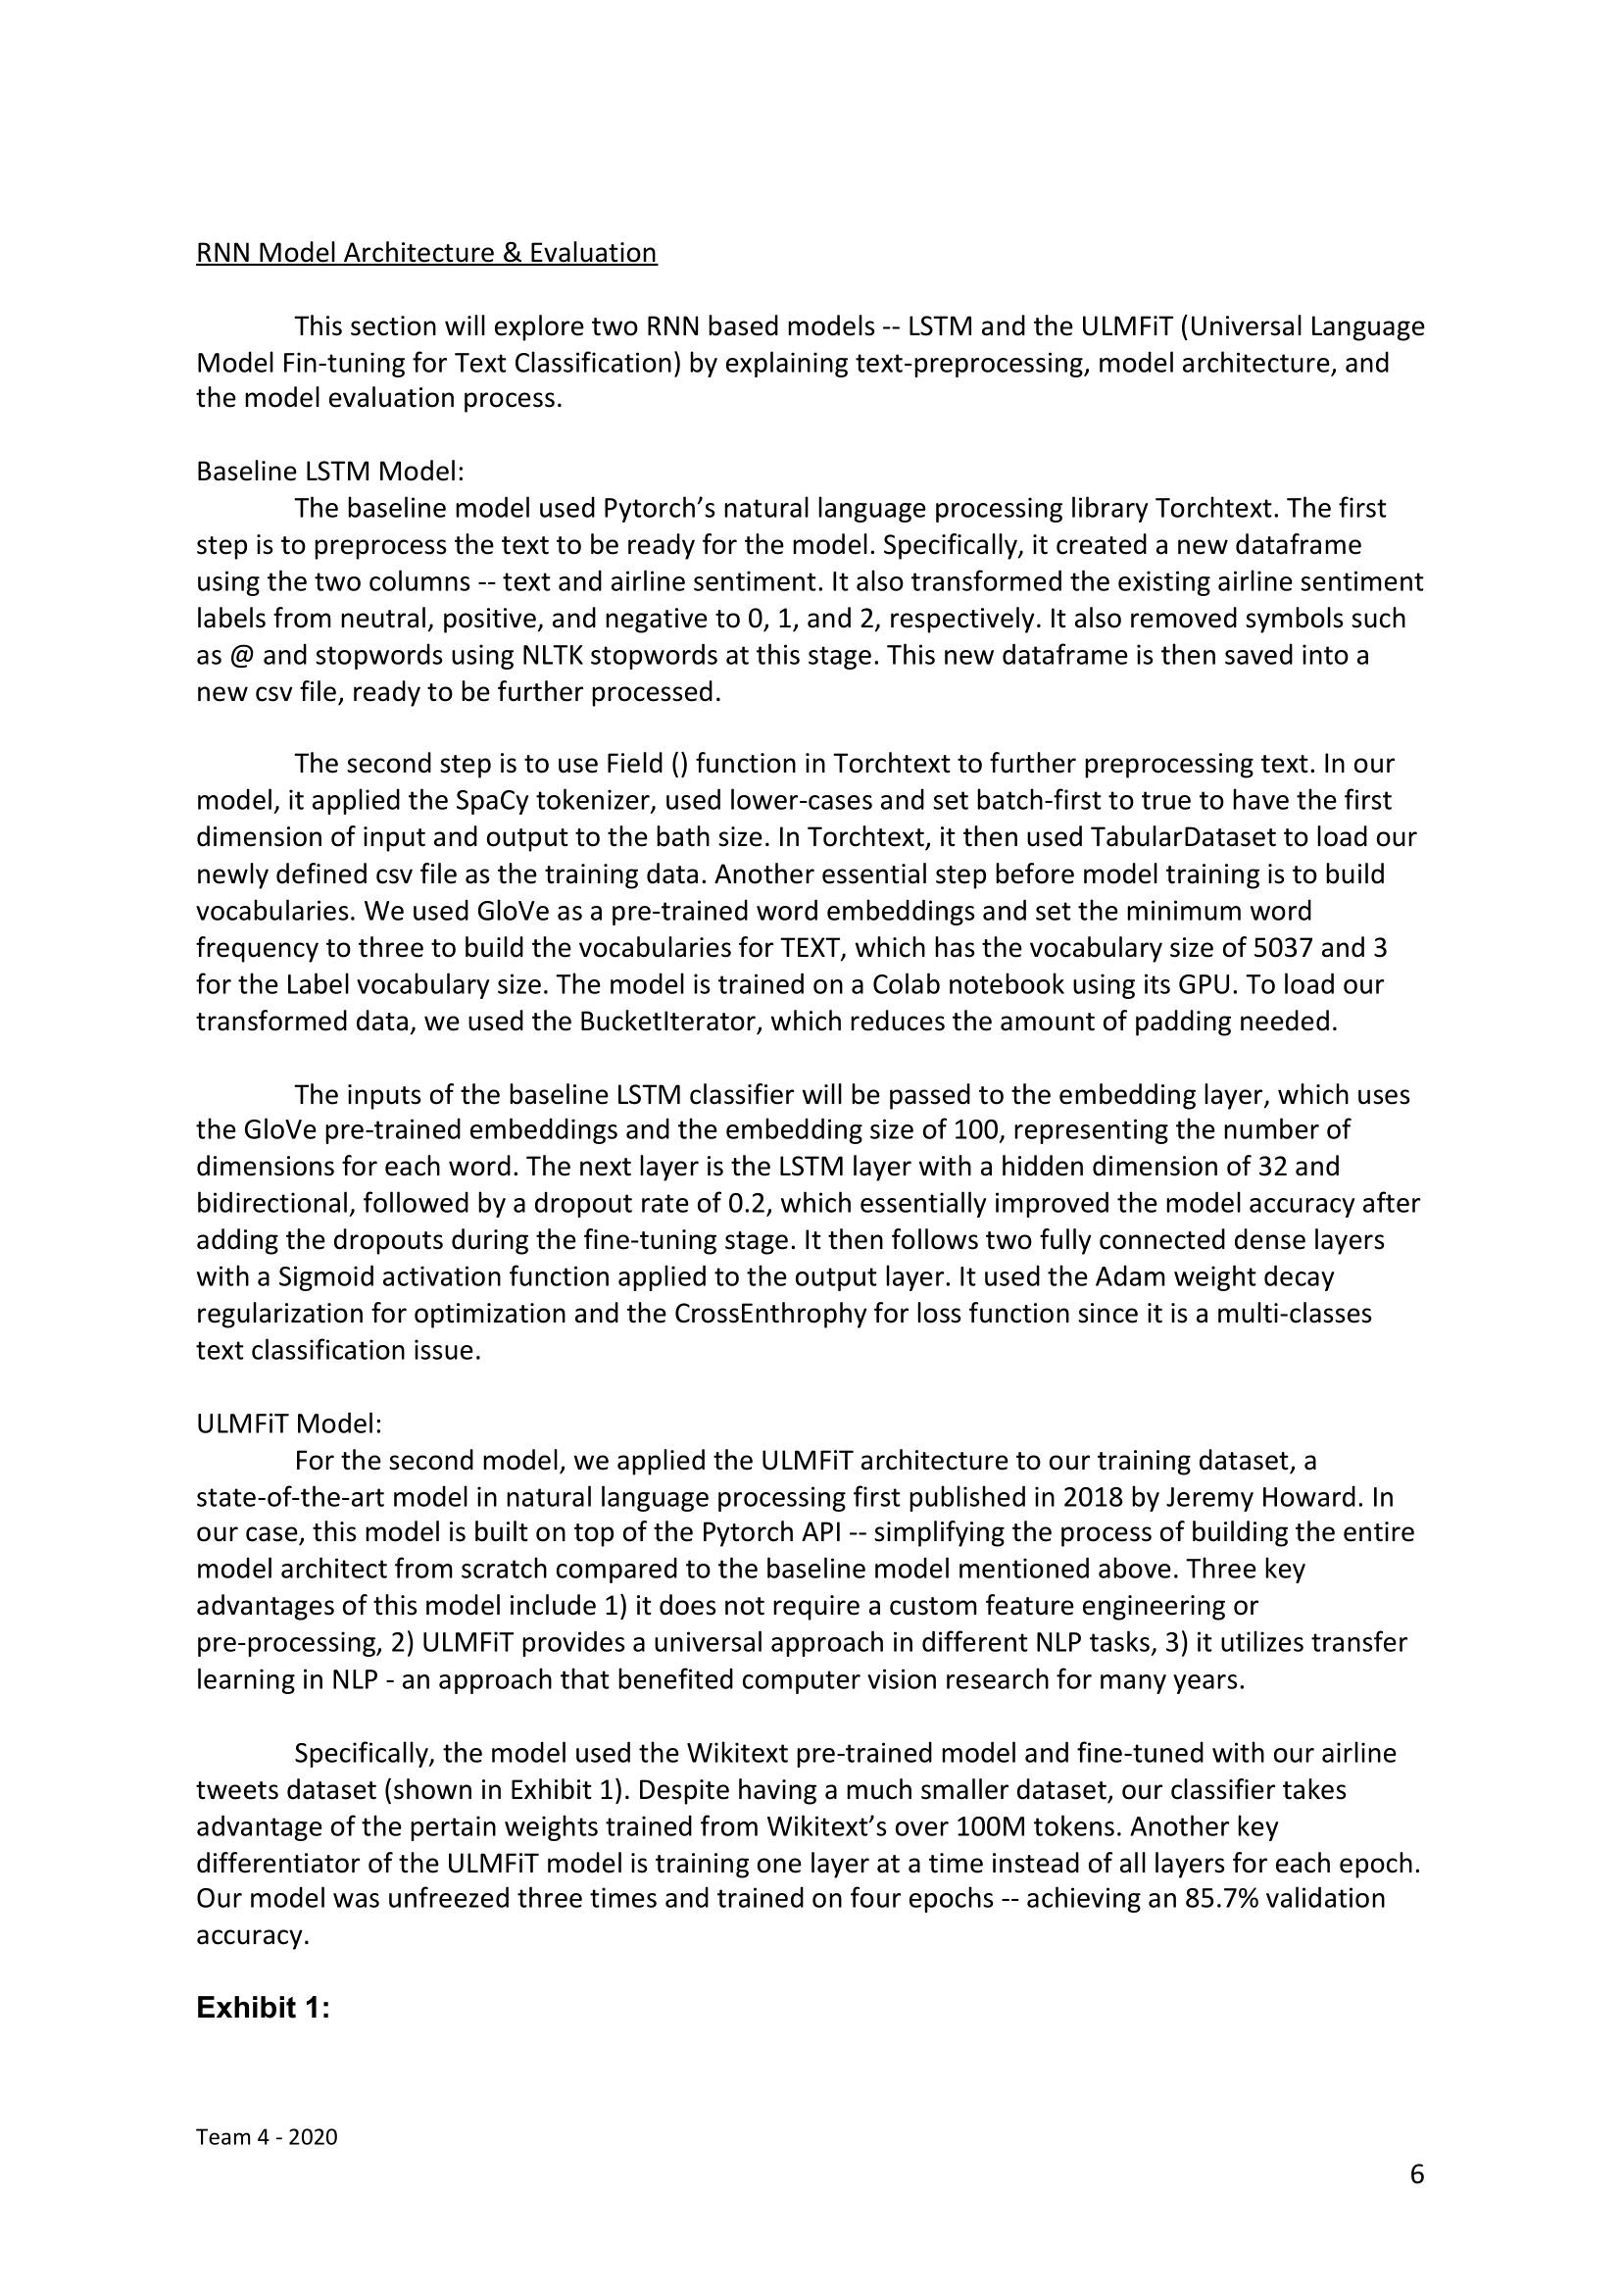 RNN Model Architecture & Evaluation
This section will explore two RNN based models -- LSTM and the ULMFiT (Universal Language
Model Fin-tuning for Text Classification) by explaining text-preprocessing, model architecture, and
the model evaluation process.
Baseline LSTM Model:
The baseline model used Pytorch’s natural language processing library Torchtext. The first
step is to preprocess the text to be ready for the model. Specifically, it created a new dataframe
using the two columns -- text and airline sentiment. It also transformed the existing airline sentiment
labels from neutral, positive, and negative to 0, 1, and 2, respectively. It also removed symbols such
as @ and stopwords using NLTK stopwords at this stage. This new dataframe is then saved into a
new csv file, ready to be further processed.
The second step is to use Field () function in Torchtext to further preprocessing text. In our
model, it applied the SpaCy tokenizer, used lower-cases and set batch-first to true to have the first
dimension of input and output to the bath size. In Torchtext, it then used TabularDataset to load our
newly defined csv file as the training data. Another essential step before model training is to build
vocabularies. We used GloVe as a pre-trained word embeddings and set the minimum word
frequency to three to build the vocabularies for TEXT, which has the vocabulary size of 5037 and 3
for the Label vocabulary size. The model is trained on a Colab notebook using its GPU. To load our
transformed data, we used the BucketIterator, which reduces the amount of padding needed.
The inputs of the baseline LSTM classifier will be passed to the embedding layer, which uses
the GloVe pre-trained embeddings and the embedding size of 100, representing the number of
dimensions for each word. The next layer is the LSTM layer with a hidden dimension of 32 and
bidirectional, followed by a dropout rate of 0.2, which essentially improved the model accuracy after
adding the dropouts during the fine-tuning stage. It then follows two fully connected dense layers
with a Sigmoid activation function applied to the output layer. It used the Adam weight decay
regularization for optimization and the CrossEnthrophy for loss function since it is a multi-classes
text classification issue.
ULMFiT Model:
For the second model, we applied the ULMFiT architecture to our training dataset, a
state-of-the-art model in natural language processing first published in 2018 by Jeremy Howard. In
our case, this model is built on top of the Pytorch API -- simplifying the process of building the entire
model architect from scratch compared to the baseline model mentioned above. Three key
advantages of this model include 1) it does not require a custom feature engineering or
pre-processing, 2) ULMFiT provides a universal approach in different NLP tasks, 3) it utilizes transfer
learning in NLP - an approach that benefited computer vision research for many years.
Specifically, the model used the Wikitext pre-trained model and fine-tuned with our airline
tweets dataset (shown in Exhibit 1). Despite having a much smaller dataset, our classifier takes
advantage of the pertain weights trained from Wikitext’s over 100M tokens. Another key
differentiator of the ULMFiT model is training one layer at a time instead of all layers for each epoch.
Our model was unfreezed three times and trained on four epochs -- achieving an 85.7% validation
accuracy.
Exhibit 1:
Team 4 - 2020
6